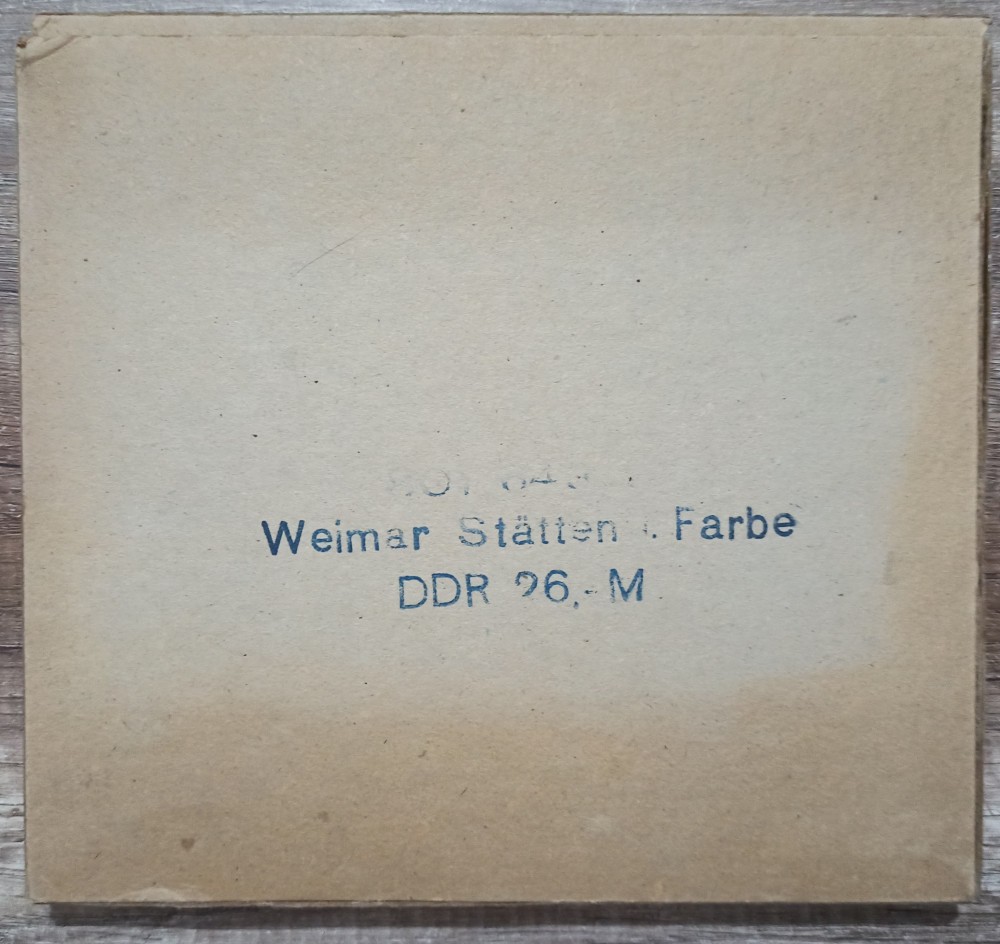 Weimar Stätten . Farbe
DDR 26,- M